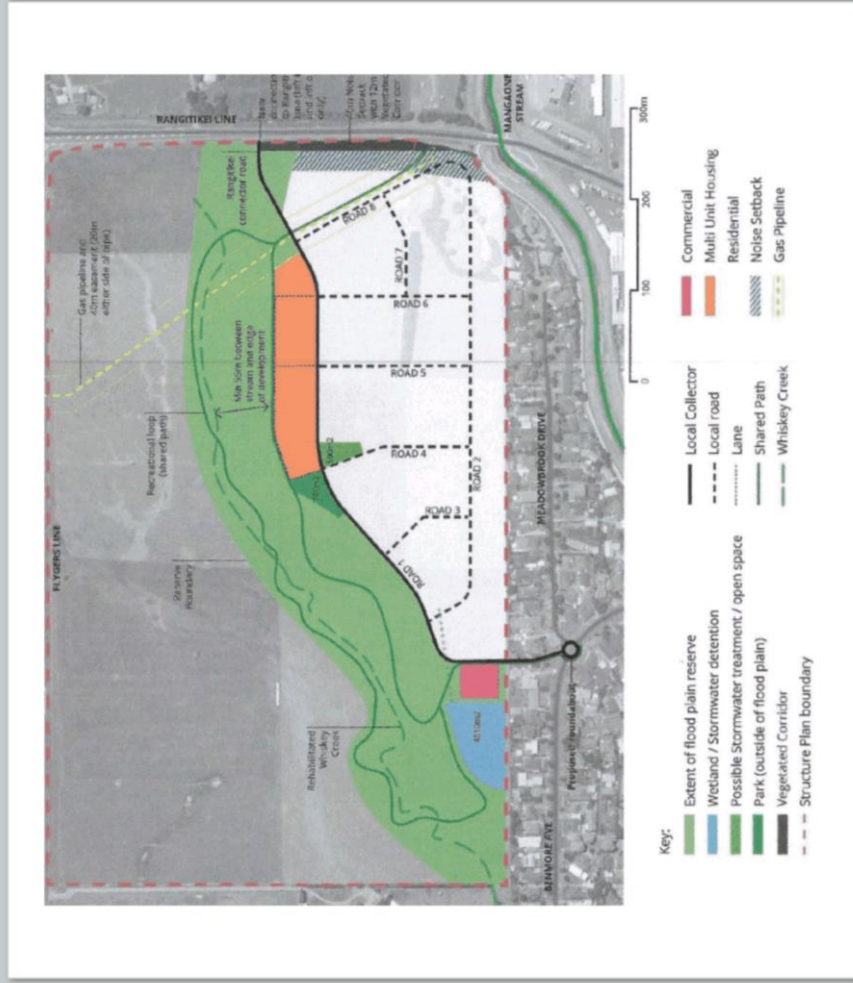 RANGITIKEI LINE
MANGAONE
STREAM
Rangitikei
connector road
Gas pipeline and
40m easement (20m
either side of pipe)
Min 55m between
stream and edge
of development
Recreational loop
(shared path)
FLYGERS LINE
Reserve
Boundary
Rehabilitated
Whiskey
Creek
ROAD 8
ROAD 7
ROAD 6
ROAD 5
ROAD 4
ROAD 2
ROAD 3
ROAD 1
MEADOWBROOK DRIVE
BENMORE AVE
Proposed roundabout
0
100
200
300m
Key:
Extent of flood plain reserve
Wetland / Stormwater detention
Possible Stormwater treatment / open space
Park (outside of flood plain)
Vegetated Corridor
Structure Plan boundary
Local Collector
Local road
Lane
Shared Path
Whiskey Creek
Commercial
Multi Unit Housing
Residential
Noise Setback
Gas Pipeline